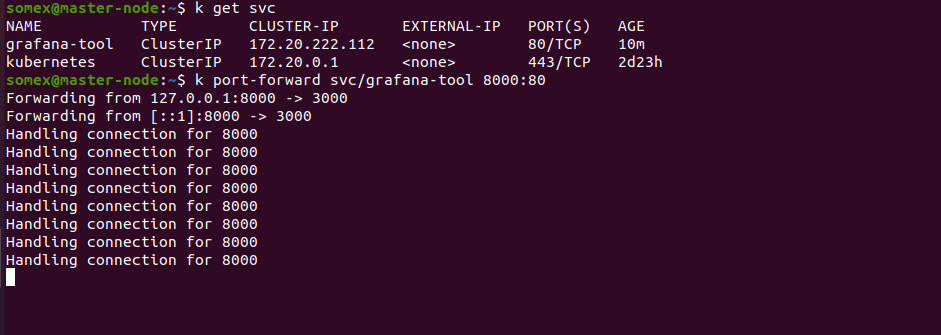 somex@master-node:~$ k get svc
NAME           TYPE        CLUSTER-IP       EXTERNAL-IP   PORT(S)   AGE
grafana-tool   ClusterIP   172.20.222.112   <none>        80/TCP    10m
kubernetes     ClusterIP   172.20.0.1       <none>        443/TCP   2d23h
somex@master-node:~$ k port-forward svc/grafana-tool 8000:80
Forwarding from 127.0.0.1:8000 -> 3000
Forwarding from [::1]:8000 -> 3000
Handling connection for 8000
Handling connection for 8000
Handling connection for 8000
Handling connection for 8000
Handling connection for 8000
Handling connection for 8000
Handling connection for 8000
Handling connection for 8000